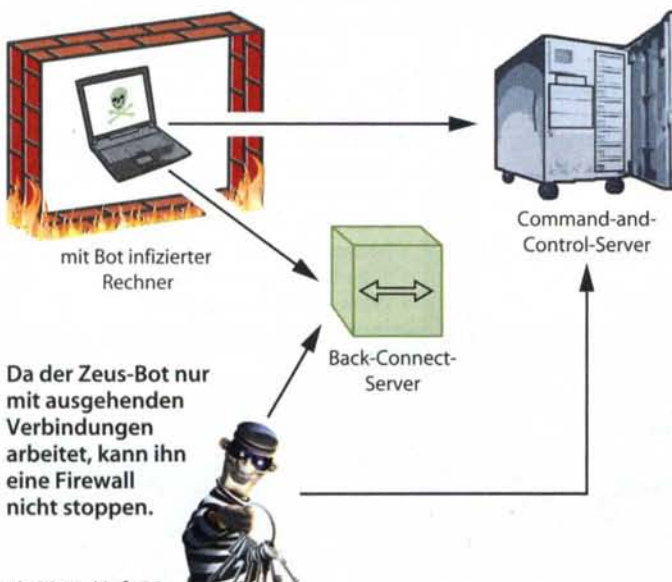 mit Bot infizierter
Rechner
Command-and-
Control-Server
Back-Connect-
Server
Da der Zeus-Bot nur
mit ausgehenden
Verbindungen
arbeitet, kann ihn
eine Firewall
nicht stoppen.